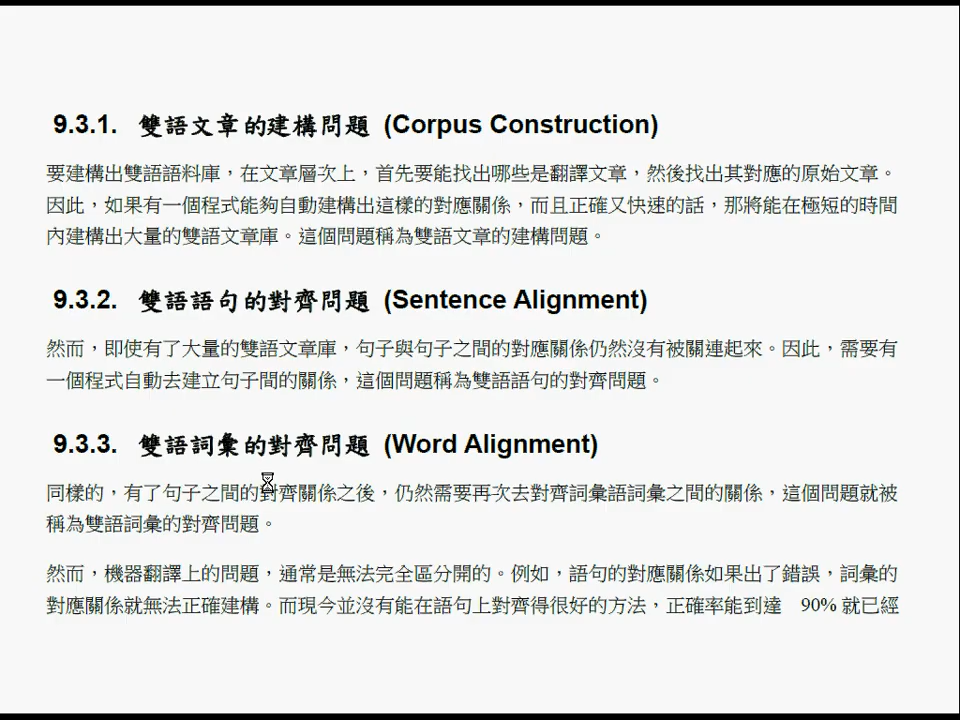 9.3.1. 雙語文章的建構問題 (Corpus Construction)
要建構出雙語語料庫，在文章層次上，首先要能找出哪些是翻譯文章，然後找出其對應的原始文章。
因此，如果有一個程式能夠自動建構出這樣的對應關係，而且正確又快速的話，那將能在極短的時間
內建構出大量的雙語文章庫。這個問題稱為雙語文章的建構問題。
9.3.2. 雙語語句的對齊問題 (Sentence Alignment)
然而，即使有了大量的雙語文章庫，句子與句子之間的對應關係仍然沒有被關連起來。因此，需要有
一個程式自動去建立句子間的關係，這個問題稱為雙語語句的對齊問題。
9.3.3. 雙語詞彙的對齊問題 (Word Alignment)
同樣的，有了句子之間的對齊關係之後，仍然需要再次去對齊詞彙語詞彙之間的關係，這個問題就被
稱為雙語詞彙的對齊問題。
然而，機器翻譯上的問題，通常是無法完全區分開的。例如，語句的對應關係如果出了錯誤，詞彙的
對應關係就無法正確建構。而現今並沒有能在語句上對齊得很好的方法，正確率能到達 90% 就已經